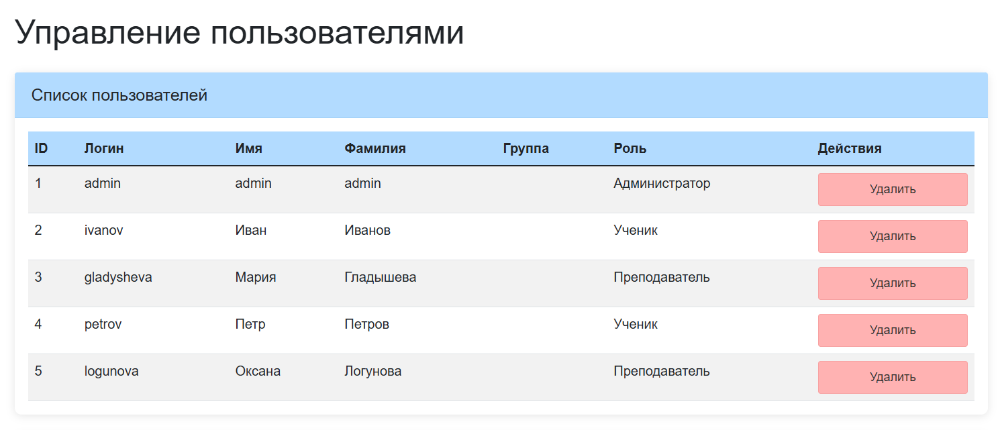 Управление пользователями
Список пользователей
ID Логин Имя Фамилия Группа Роль Действия
1 admin admin admin Администратор Удалить
2 ivanov Иван Иванов Ученик Удалить
3 gladysheva Мария Гладышева Преподаватель Удалить
4 petrov Петр Петров Ученик Удалить
5 logunova Оксана Логунова Преподаватель Удалить